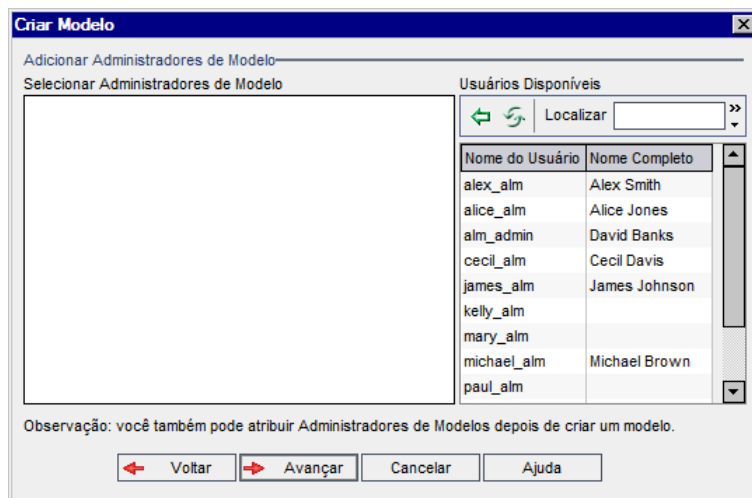 Criar Modelo
Adicionar Administradores de Modelo
Selecionar Administradores de Modelo
Usuários Disponíveis
Localizar
Nome do Usuário Nome Completo
alex_alm Alex Smith
alice_alm Alice Jones
alm_admin David Banks
cecil_alm Cecil Davis
james_alm James Johnson
kelly_alm
mary_alm
michael_alm Michael Brown
paul_alm
Observação: você também pode atribuir Administradores de Modelos depois de criar um modelo.
Voltar Avançar Cancelar Ajuda